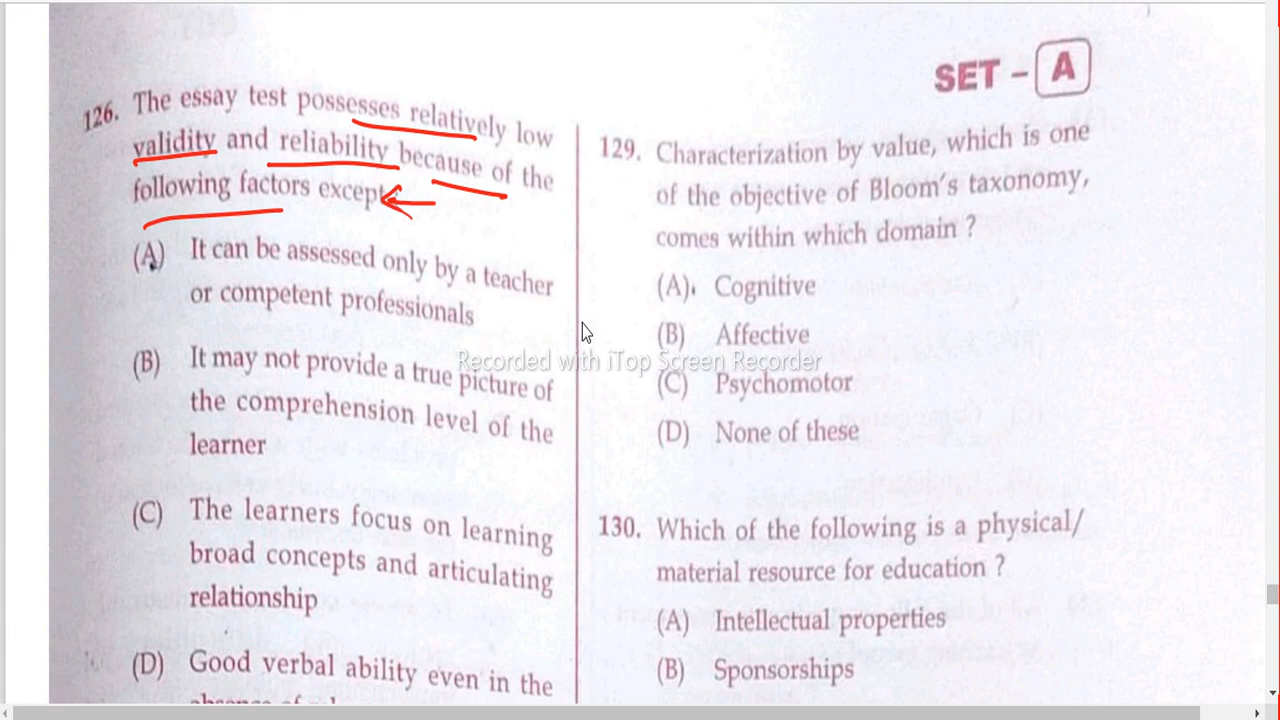 SET – A
126. The essay test possesses relatively low
validity and reliability because of the
following factors except
(A) It can be assessed only by a teacher
or competent professionals
(B) It may not provide a true picture of
the comprehension level of the
learner
(C) The learners focus on learning
broad concepts and articulating
relationship
(D) Good verbal ability even in the
129. Characterization by value, which is one
of the objective of Bloom's taxonomy,
comes within which domain ?
(A) Cognitive
(B) Affective
(C) Psychomotor
(D) None of these
130. Which of the following is a physical/
material resource for education ?
(A) Intellectual properties
(B) Sponsorships
Recorded with iTop Screen Recorder